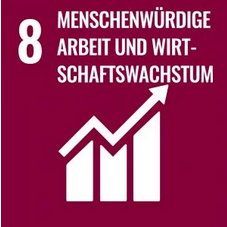 8 MENSCHENWÜRDIGE
ARBEIT UND WIRT-
SCHAFTSWACHSTUM